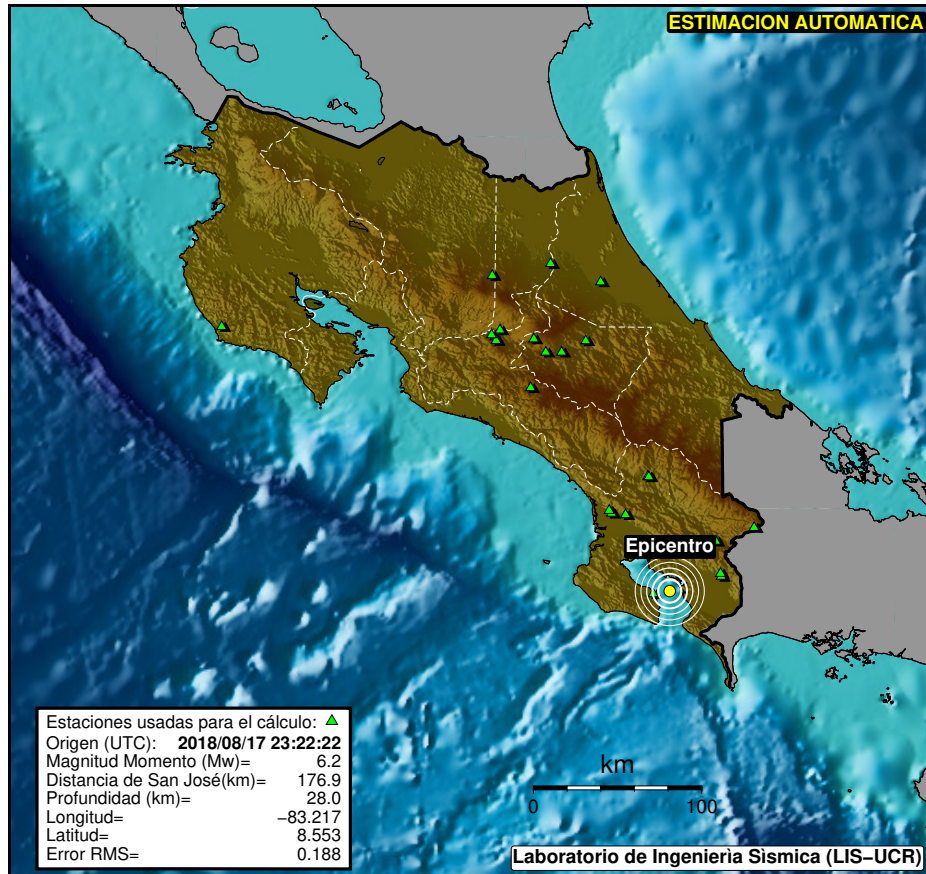 ESTIMACION AUTOMATICA
Epicentro
Estaciones usadas para el cálculo:
Origen (UTC): 2018/08/17 23:22:22
Magnitud Momento (Mw)= 6.2
Distancia de San José(km)= 176.9
Profundidad (km)= 28.0
Longitud= −83.217
Latitud= 8.553
Error RMS= 0.188
km
0 100
Laboratorio de Ingenierìa Sìsmica (LIS−UCR)